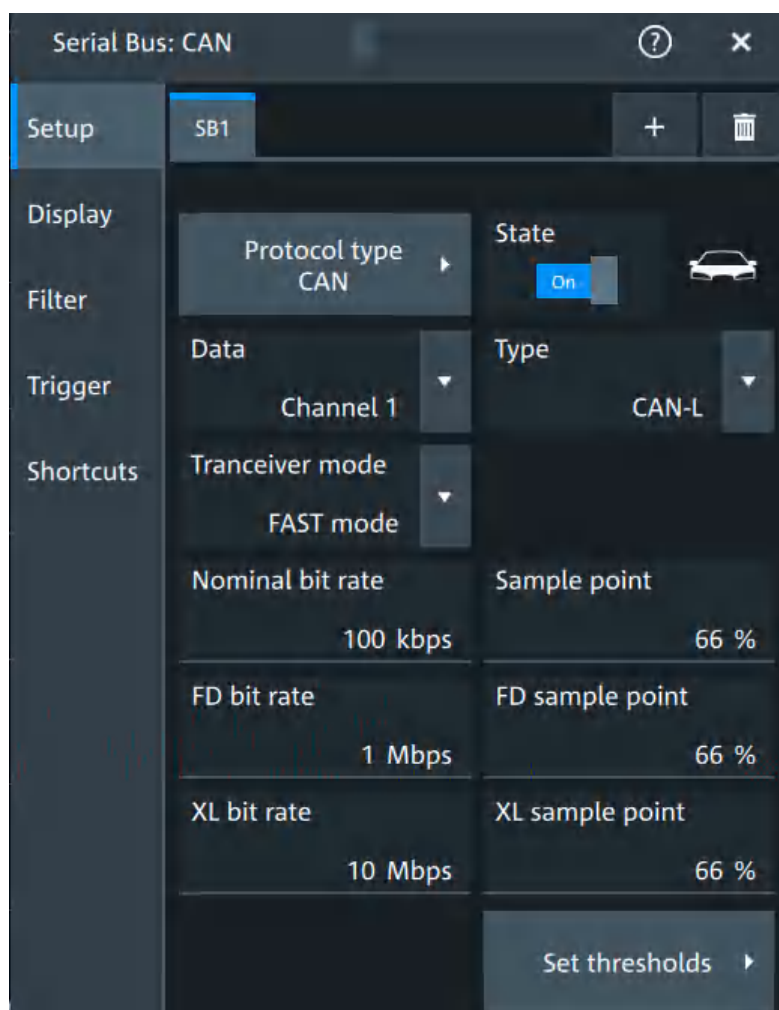 Serial Bus: CAN
?
Setup
SB1
+
Display
Protocol type
CAN
State
On
Filter
Data
Channel 1
Type
CAN-L
Trigger
Shortcuts
Tranceiver mode
FAST mode
Nominal bit rate
100 kbps
Sample point
66 %
FD bit rate
1 Mbps
FD sample point
66 %
XL bit rate
10 Mbps
XL sample point
66 %
Set thresholds